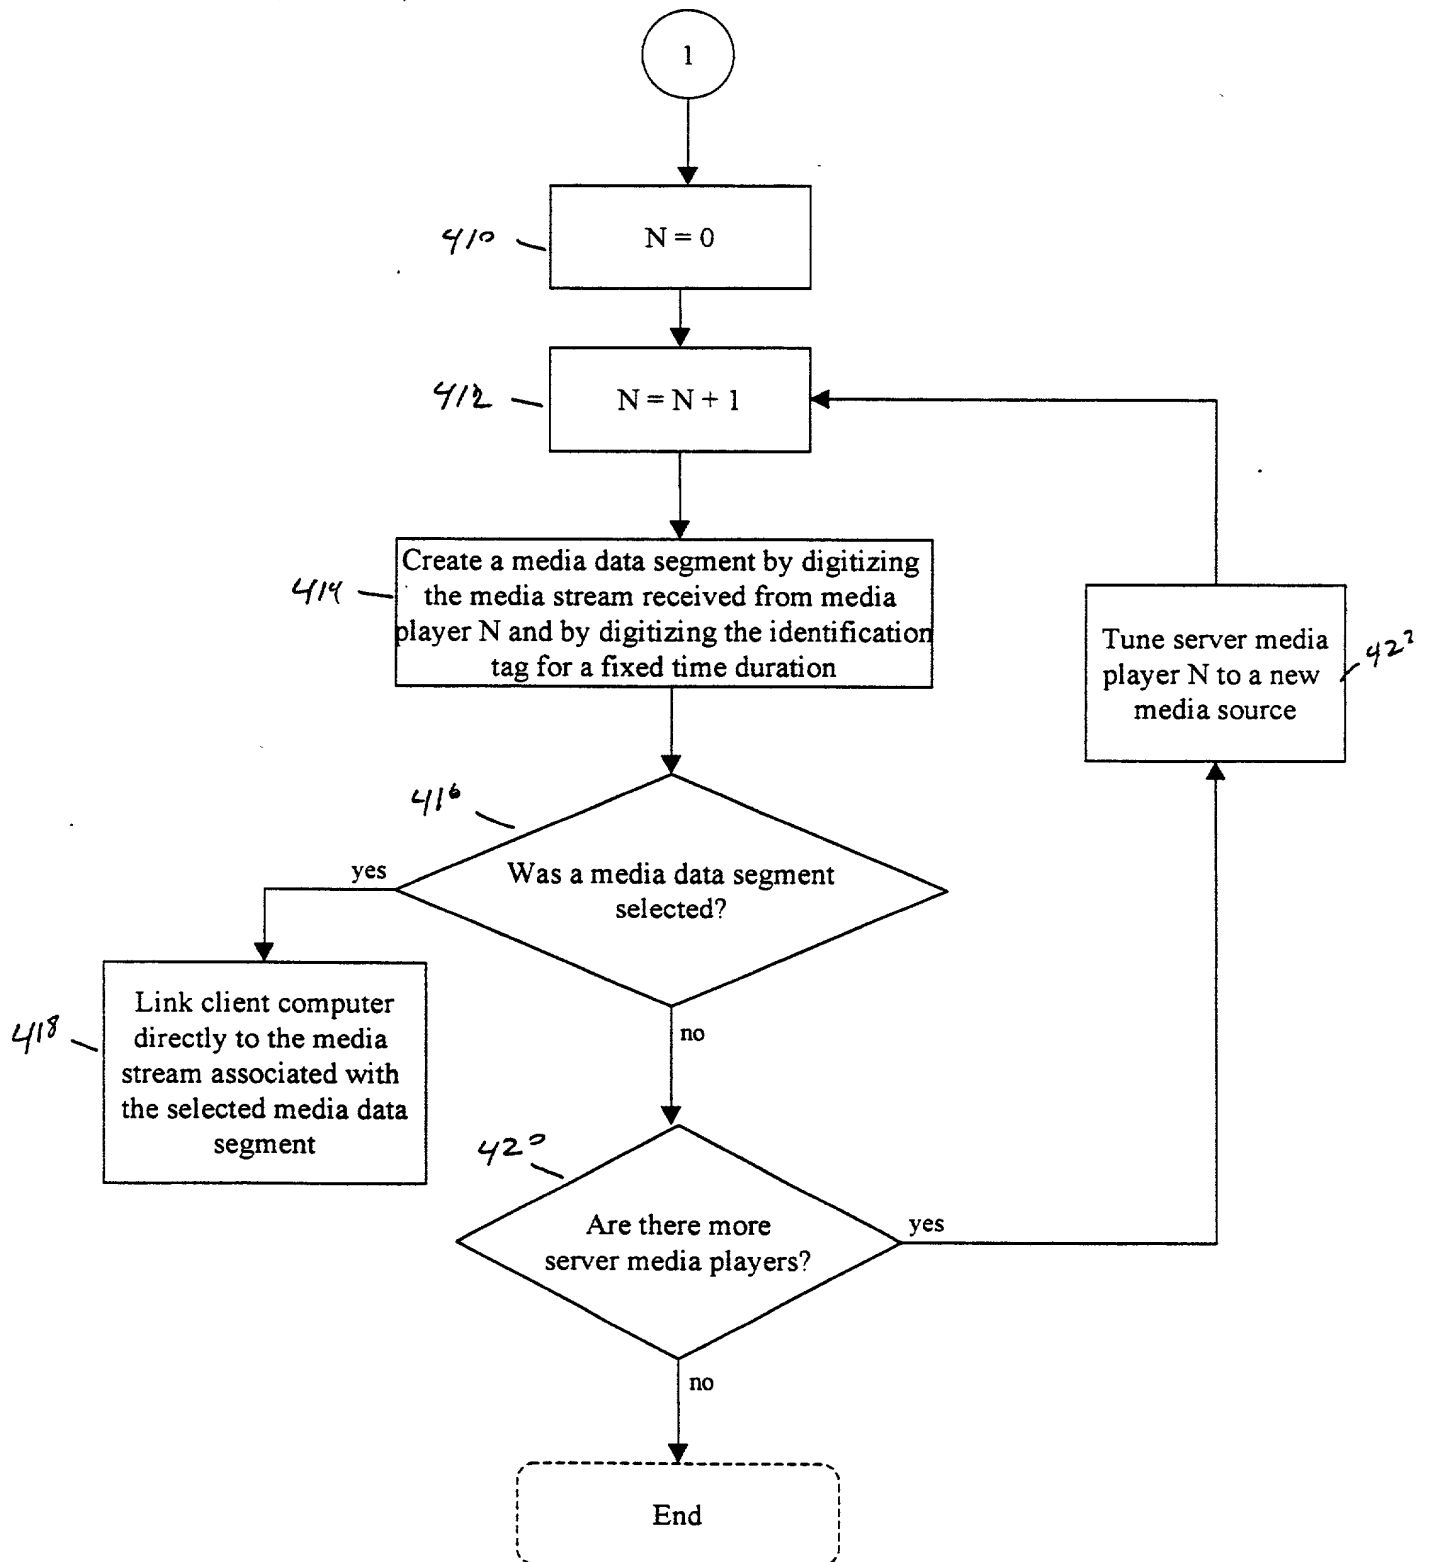 1
410
N = 0
412
N = N + 1
414
Create a media data segment by digitizing
the media stream received from media
player N and by digitizing the identification
tag for a fixed time duration
Tune server media
player N to a new
media source
422
416
Was a media data segment
selected?
yes
no
418
Link client computer
directly to the media
stream associated with
the selected media data
segment
420
Are there more
server media players?
yes
no
End